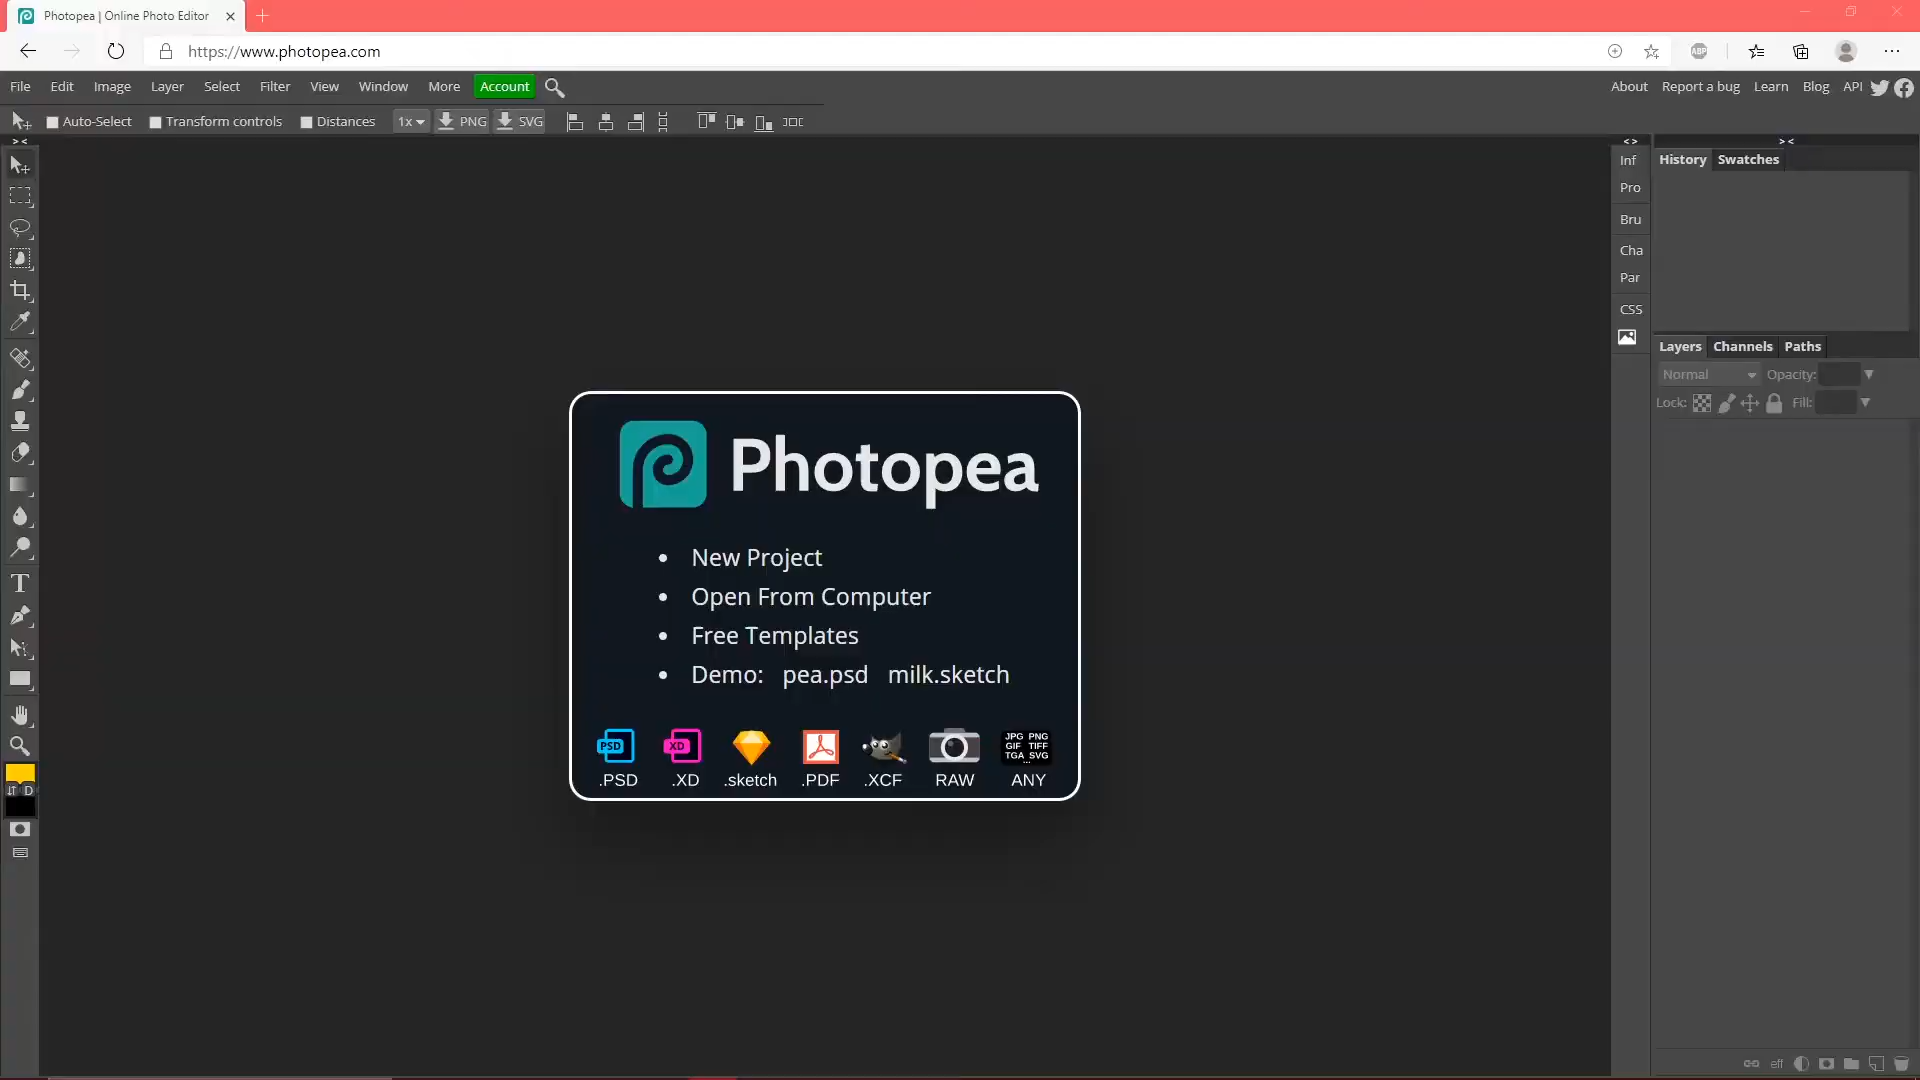 Photopea | Online Photo Editor
https://www.photopea.com
ABP
File Edit Image Layer Select Filter View Window More Account
About Report a bug Learn Blog API
Auto-Select Transform controls Distances 1x PNG SVG
> <
< >
> <
Inf
Pro
Bru
Cha
Par
CSS
History Swatches
Layers Channels Paths
Normal Opacity:
Lock: Fill:
T
D
Photopea
• New Project
• Open From Computer
• Free Templates
• Demo: pea.psd milk.sketch
PSD XD
JPG PNG
GIF TIFF
TGA SVG
...
.PSD .XD .sketch .PDF .XCF RAW ANY
eff